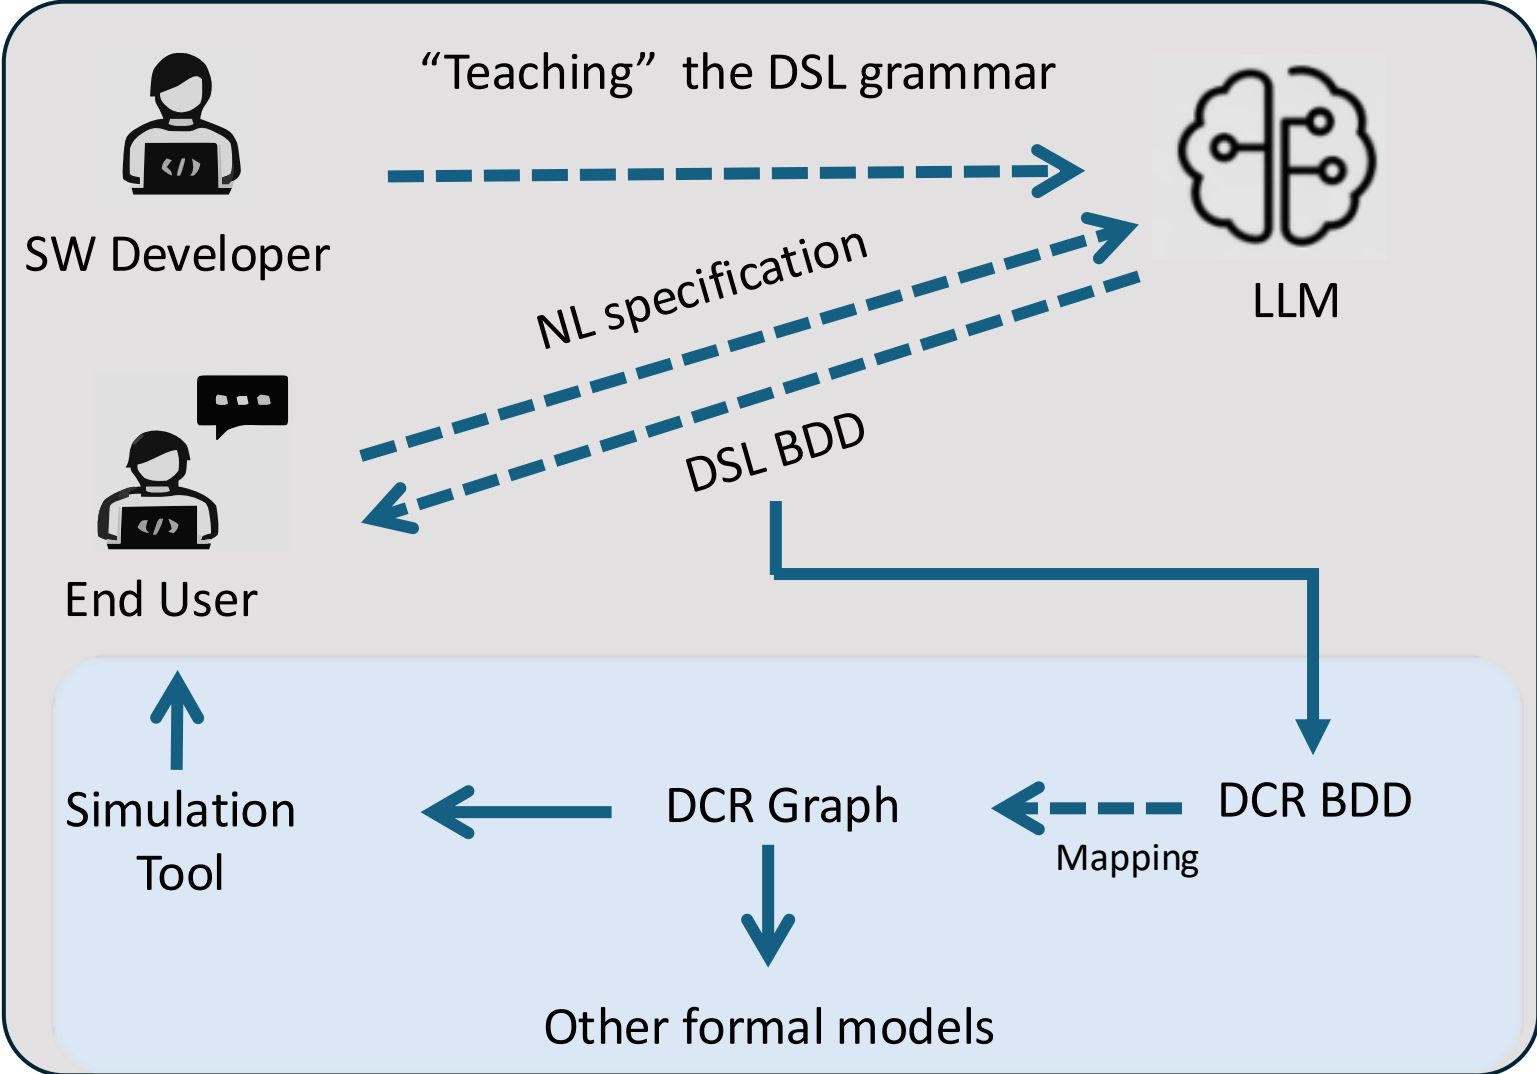 “Teaching” the DSL grammar
SW Developer
NL specification
LLM
DSL BDD
End User
Simulation
Tool
DCR Graph
DCR BDD
Mapping
Other formal models